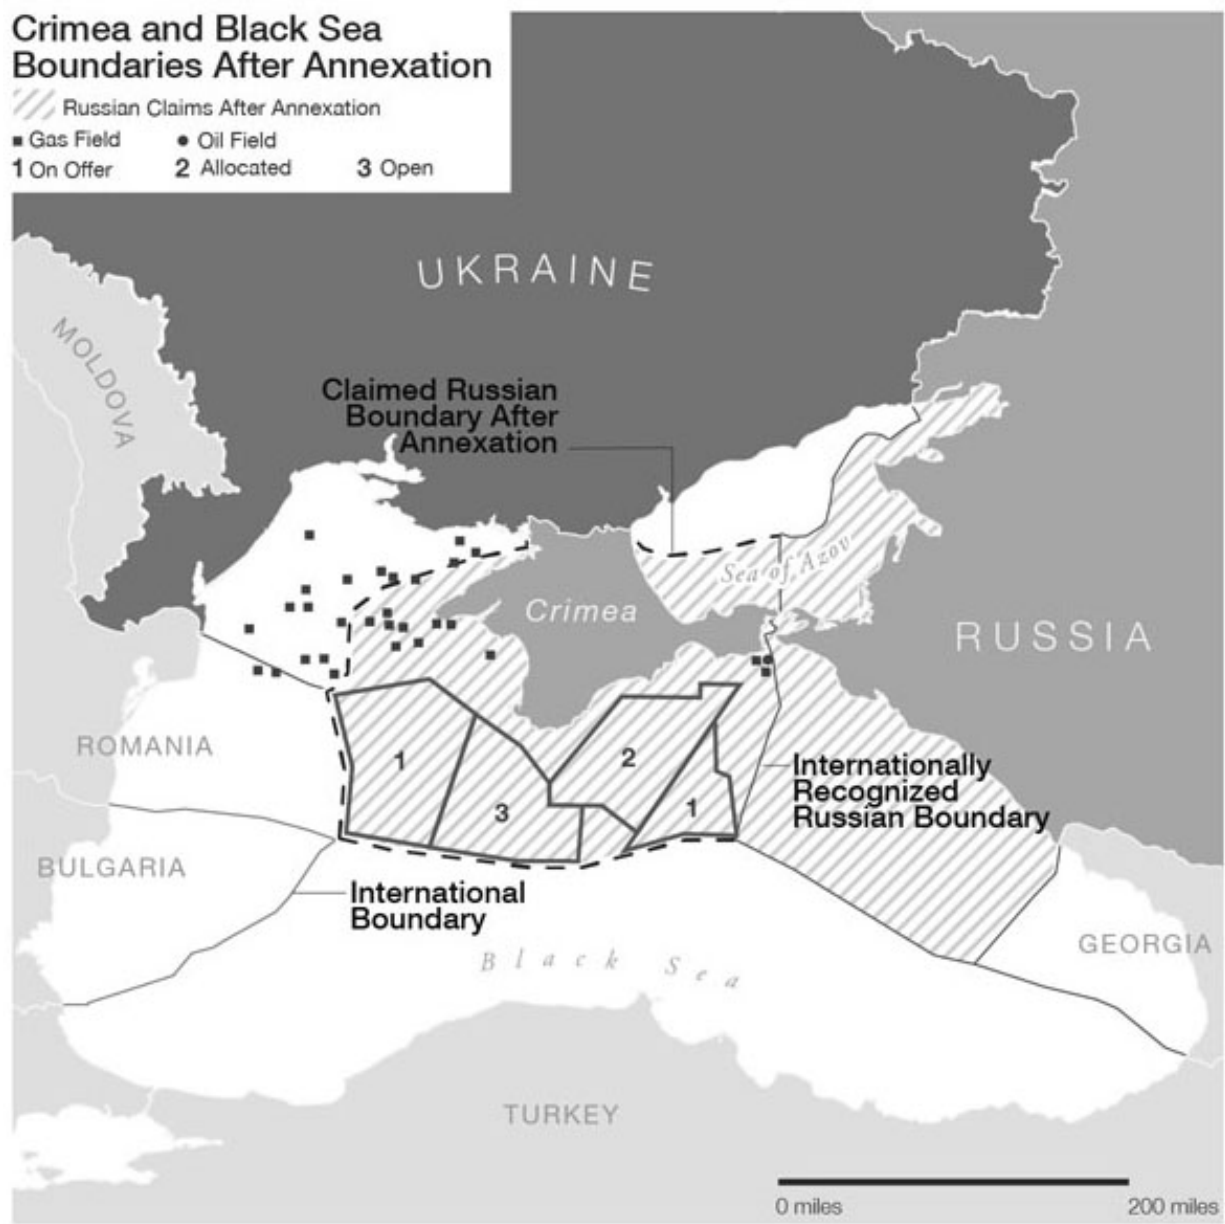 Crimea and Black Sea
Boundaries After Annexation
Russian Claims After Annexation
Gas Field
Oil Field
1 On Offer
2 Allocated
3 Open
UKRAINE
MOLDOVA
Claimed Russian
Boundary After
Annexation
Sea of Azov
Crimea
RUSSIA
ROMANIA
1
2
3
1
Internationally
Recognized
Russian Boundary
BULGARIA
International
Boundary
Black Sea
GEORGIA
TURKEY
0 miles
200 miles